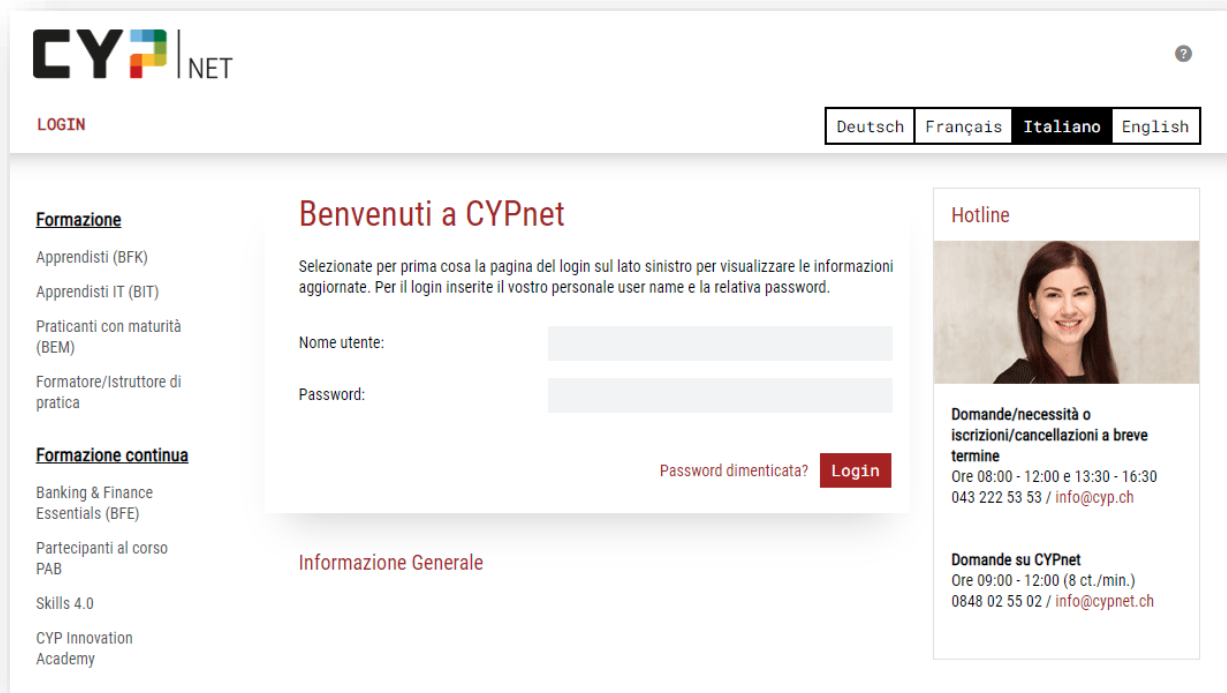 CYP NET
LOGIN
Deutsch Français Italiano English
Formazione
Apprendisti (BFK)
Apprendisti IT (BIT)
Praticanti con maturità
(BEM)
Formatore/Istruttore di
pratica
Formazione continua
Banking & Finance
Essentials (BFE)
Partecipanti al corso
PAB
Skills 4.0
CYP Innovation
Academy
Benvenuti a CYPnet
Selezionate per prima cosa la pagina del login sul lato sinistro per visualizzare le informazioni
aggiornate. Per il login inserite il vostro personale user name e la relativa password.
Nome utente:
Password:
Password dimenticata? Login
Informazione Generale
Hotline
Domande/necessità o
iscrizioni/cancellazioni a breve
termine
Ore 08:00 - 12:00 e 13:30 - 16:30
043 222 53 53 / info@cyp.ch
Domande su CYPnet
Ore 09:00 - 12:00 (8 ct./min.)
0848 02 55 02 / info@cypnet.ch